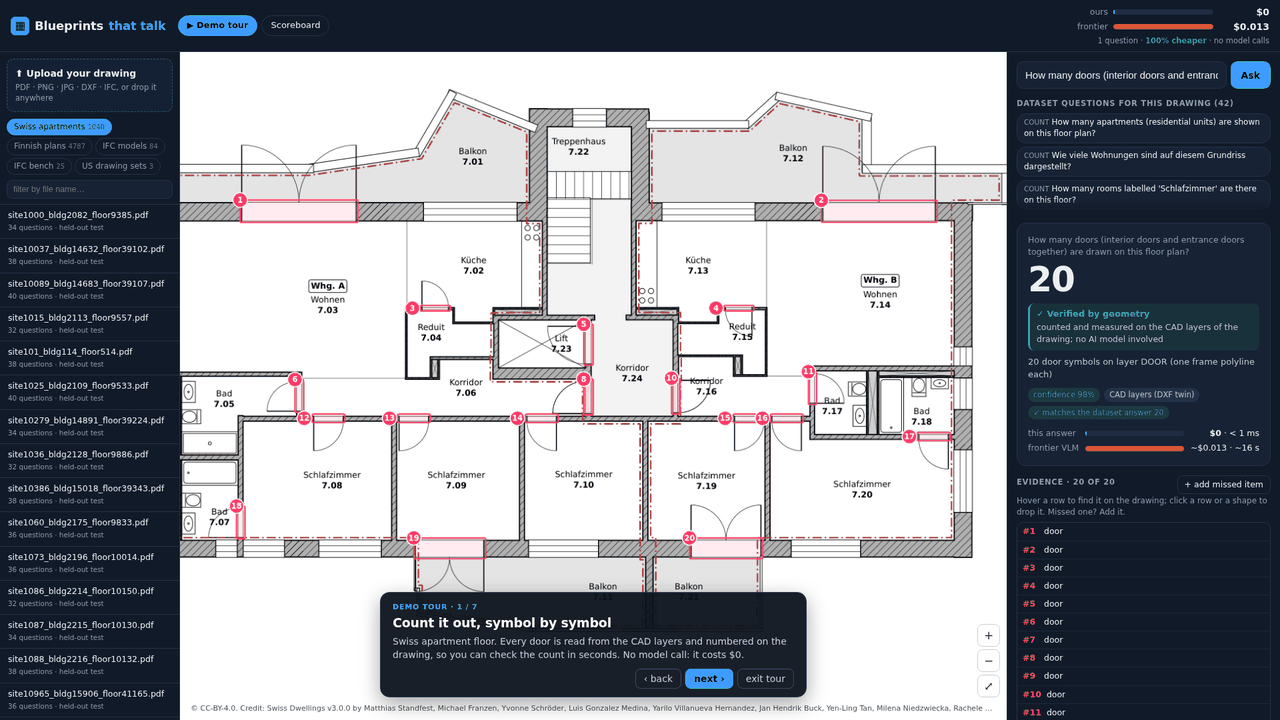 Blueprints that talk
▶ Demo tour
Scoreboard
ours $0
frontier $0.013
1 question · 100% cheaper · no model calls
Upload your drawing
PDF · PNG · JPG · DXF · IFC, or drop it
anywhere
Swiss apartments 1040
Finnish plans 4787
IFC models 84
IFC bench 25
US drawing sets 3
filter by file name…
site1000_bldg2082_floor9385.pdf
34 questions · held-out test
site10037_bldg14632_floor39102.pdf
38 questions · held-out test
site10089_bldg14683_floor39107.pdf
40 questions · held-out test
site1015_bldg2113_floor9557.pdf
32 questions · held-out test
site101_bldg114_floor514.pdf
38 questions · held-out test
site1025_bldg2109_floor9533.pdf
40 questions · held-out test
site10279_bldg14891_floor39224.pdf
34 questions · held-out test
site1036_bldg2128_floor9886.pdf
32 questions · held-out test
site10386_bldg15018_floor39343.pdf
38 questions · held-out test
site1060_bldg2175_floor9833.pdf
36 questions · held-out test
site1073_bldg2196_floor10014.pdf
36 questions · held-out test
site1086_bldg2214_floor10150.pdf
32 questions · held-out test
site1087_bldg2215_floor10130.pdf
34 questions · held-out test
site1088_bldg2216_floor10132.pdf
38 questions · held-out test
site10965_bldg15906_floor41165.pdf
36 questions · held-out test
Balkon
7.01
Treppenhaus
7.22
Balkon
7.12
1
2
Küche
7.02
Küche
7.13
Whg. A
Wohnen
7.03
Whg. B
Wohnen
7.14
3
4
5
Reduit
7.04
Lift
7.23
Reduit
7.15
Korridor
7.24
6
8
10
11
Bad
7.05
Korridor
7.06
Korridor
7.16
Bad
7.17
Bad
7.18
12
13
14
15
16
17
Schlafzimmer
7.08
Schlafzimmer
7.09
Schlafzimmer
7.10
Schlafzimmer
7.19
Schlafzimmer
7.20
18
Bad
7.07
19
20
Balkon
7.11
Balkon
7.21
DEMO TOUR · 1 / 7
Count it out, symbol by symbol
Swiss apartment floor. Every door is read from the CAD layers and numbered on the
drawing, so you can check the count in seconds. No model call: it costs $0.
‹ back
next ›
exit tour
+
−
© CC-BY-4.0. Credit: Swiss Dwellings v3.0.0 by Matthias Standfest, Michael Franzen, Yvonne Schröder, Luis Gonzalez Medina, Yarilo Villanueva Hernandez, Jan Hendrik Buck, Yen-Ling Tan, Milena Niedzwiecka, Rachele …
How many doors (interior doors and entranc
Ask
DATASET QUESTIONS FOR THIS DRAWING (42)
COUNT How many apartments (residential units) are shown
on this floor plan?
COUNT Wie viele Wohnungen sind auf diesem Grundriss
dargestellt?
COUNT How many rooms labelled 'Schlafzimmer' are there
on this floor?
How many doors (interior doors and entrance doors
together) are drawn on this floor plan?
20
✓ Verified by geometry
counted and measured on the CAD layers of the
drawing; no AI model involved
20 door symbols on layer DOOR (one frame polyline
each)
confidence 98%
CAD layers (DXF twin)
✓ matches the dataset answer 20
this answer $0 · < 1 ms
frontier VLM ~$0.013 · ~16 s
EVIDENCE · 20 OF 20
+ add missed item
Hover a row to find it on the drawing; click a row or a shape to
drop it. Missed one? Add it.
#1 door
#2 door
#3 door
#4 door
#5 door
#6 door
#7 door
#8 door
#9 door
#10 door
#11 door